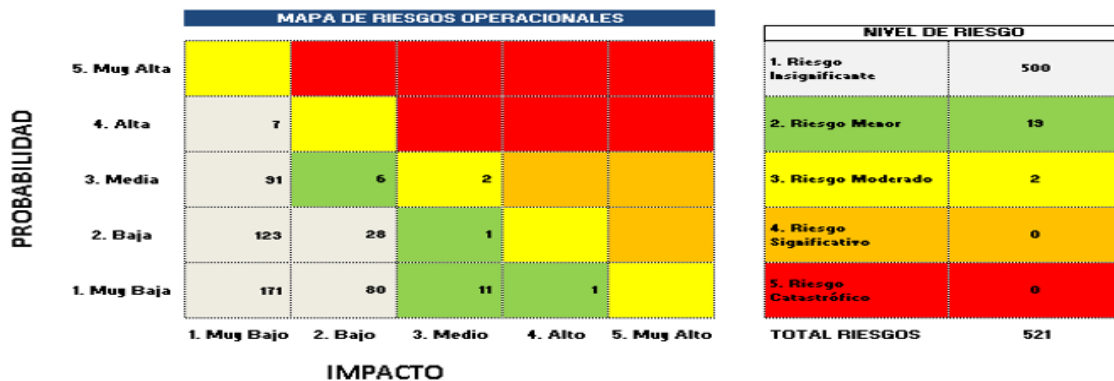 MAPA DE RIESGOS OPERACIONALES
PROBABILIDAD
5. Muy Alta
4. Alta 7
3. Media 91 6 2
2. Baja 123 28 1
1. Muy Baja 171 80 11 1
1. Muy Bajo 2. Bajo 3. Medio 4. Alto 5. Muy Alto
IMPACTO
NIVEL DE RIESGO
1. Riesgo
Insignificante 500
2. Riesgo Menor 19
3. Riesgo Moderado 2
4. Riesgo
Significativo 0
5. Riesgo
Catastrófico 0
TOTAL RIESGOS 521